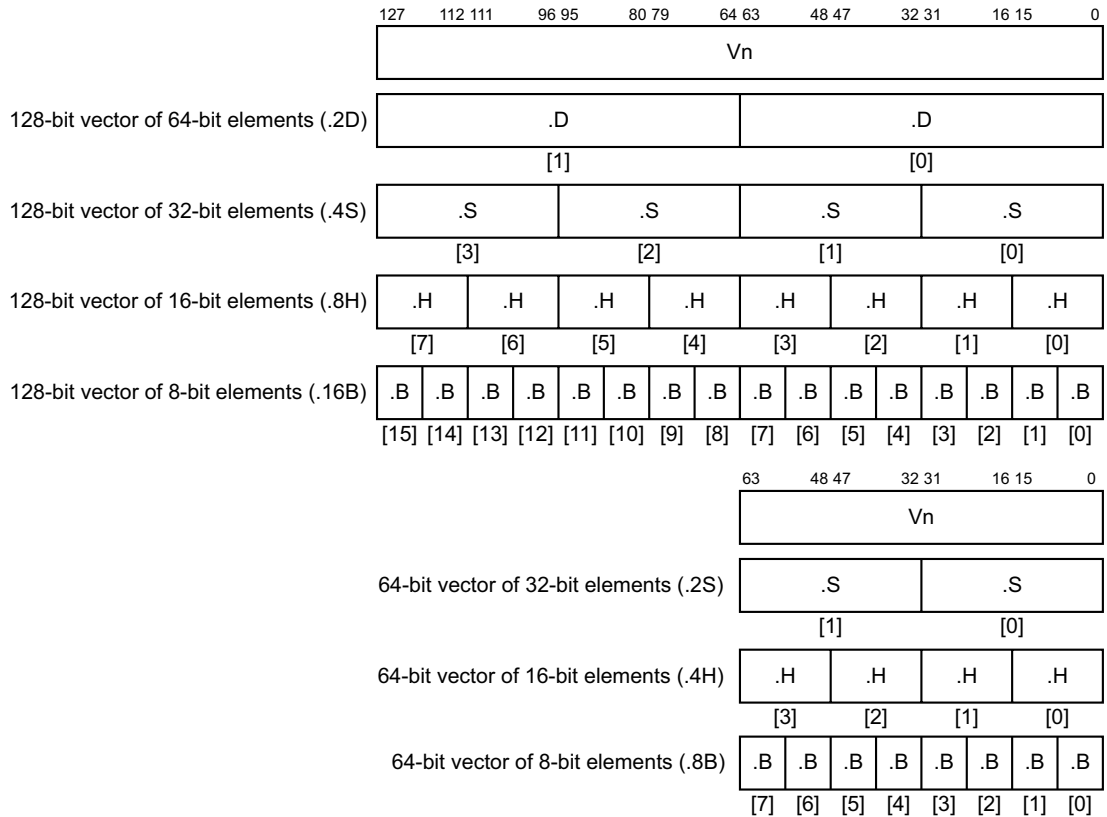 127 112 111 96 95 80 79 64 63 48 47 32 31 16 15 0
Vn
128-bit vector of 64-bit elements (.2D) .D .D
[1] [0]
128-bit vector of 32-bit elements (.4S) .S .S .S .S
[3] [2] [1] [0]
128-bit vector of 16-bit elements (.8H) .H .H .H .H .H .H .H .H
[7] [6] [5] [4] [3] [2] [1] [0]
128-bit vector of 8-bit elements (.16B) .B .B .B .B .B .B .B .B .B .B .B .B .B .B .B .B
[15] [14] [13] [12] [11] [10] [9] [8] [7] [6] [5] [4] [3] [2] [1] [0]
63 48 47 32 31 16 15 0
Vn
64-bit vector of 32-bit elements (.2S) .S .S
[1] [0]
64-bit vector of 16-bit elements (.4H) .H .H .H .H
[3] [2] [1] [0]
64-bit vector of 8-bit elements (.8B) .B .B .B .B .B .B .B .B
[7] [6] [5] [4] [3] [2] [1] [0]